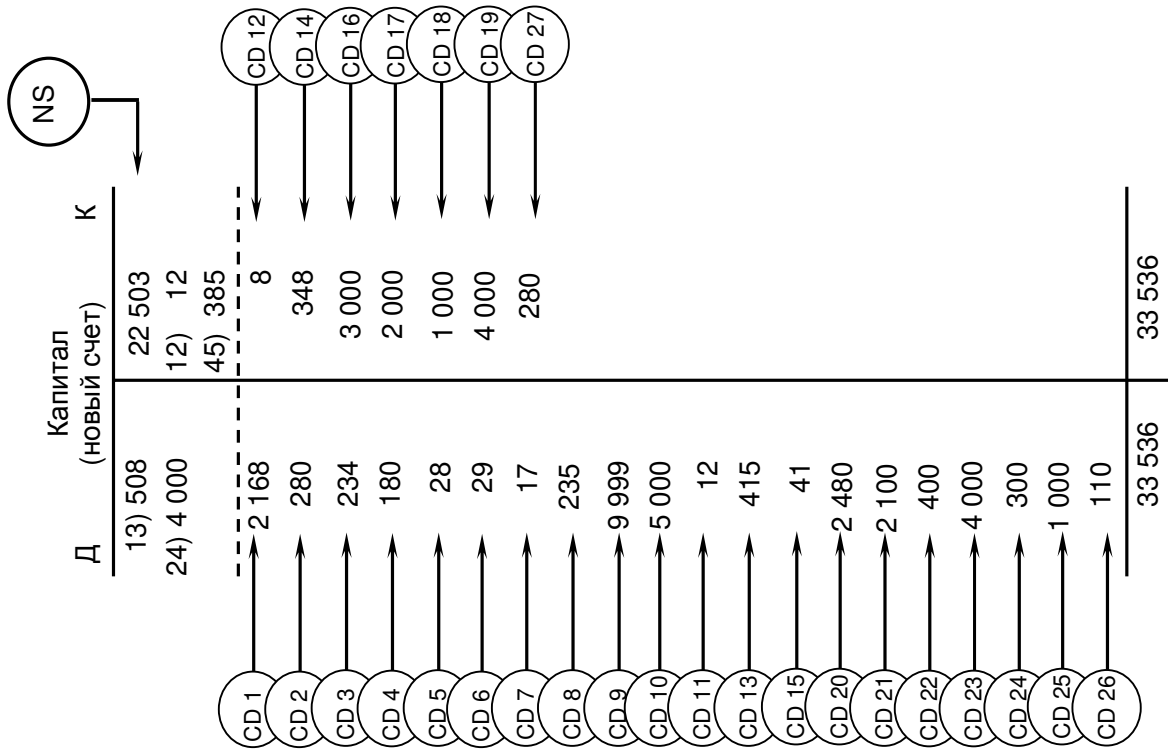 NS
Капитал
(новый счет)
Д К
13) 508 22 503
24) 4 000 12) 12
45) 385
CD 1 2 168 8 CD 12
CD 2 280 348 CD 14
CD 3 234 3 000 CD 16
CD 4 180 2 000 CD 17
CD 5 28 1 000 CD 18
CD 6 29 4 000 CD 19
CD 7 17 280 CD 27
CD 8 235
CD 9 9 999
CD 10 5 000
CD 11 12
CD 13 415
CD 15 41
CD 20 2 480
CD 21 2 100
CD 22 400
CD 23 4 000
CD 24 300
CD 25 1 000
CD 26 110
33 536 33 536